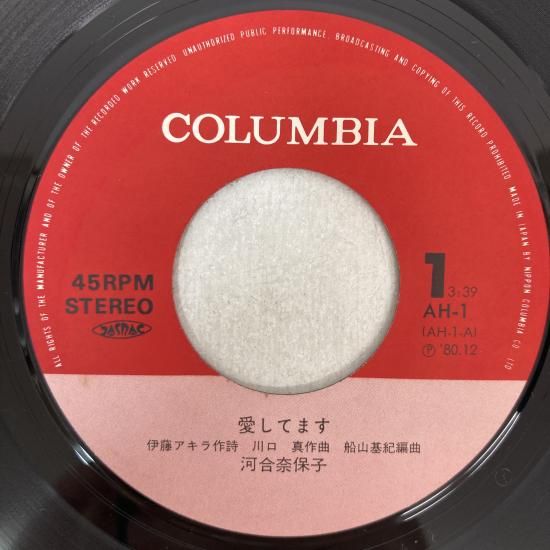 ALL RIGHTS OF THE MANUFACTURER AND OF THE OWNER OF THE RECORDED WORK RESERVED UNAUTHORIZED PUBLIC PERFORMANCE, BROADCASTING AND COPYING OF THIS RECORD PROHIBITED MADE IN JAPAN BY NIPPON COLUMBIA CO. LTD
COLUMBIA
45RPM
STEREO
JASRAC
1 3:39
AH-1
(AH-1-A)
Ⓟ '80.12
愛してます
伊藤アキラ作詩 川口 真作曲 船山基紀編曲
河合奈保子